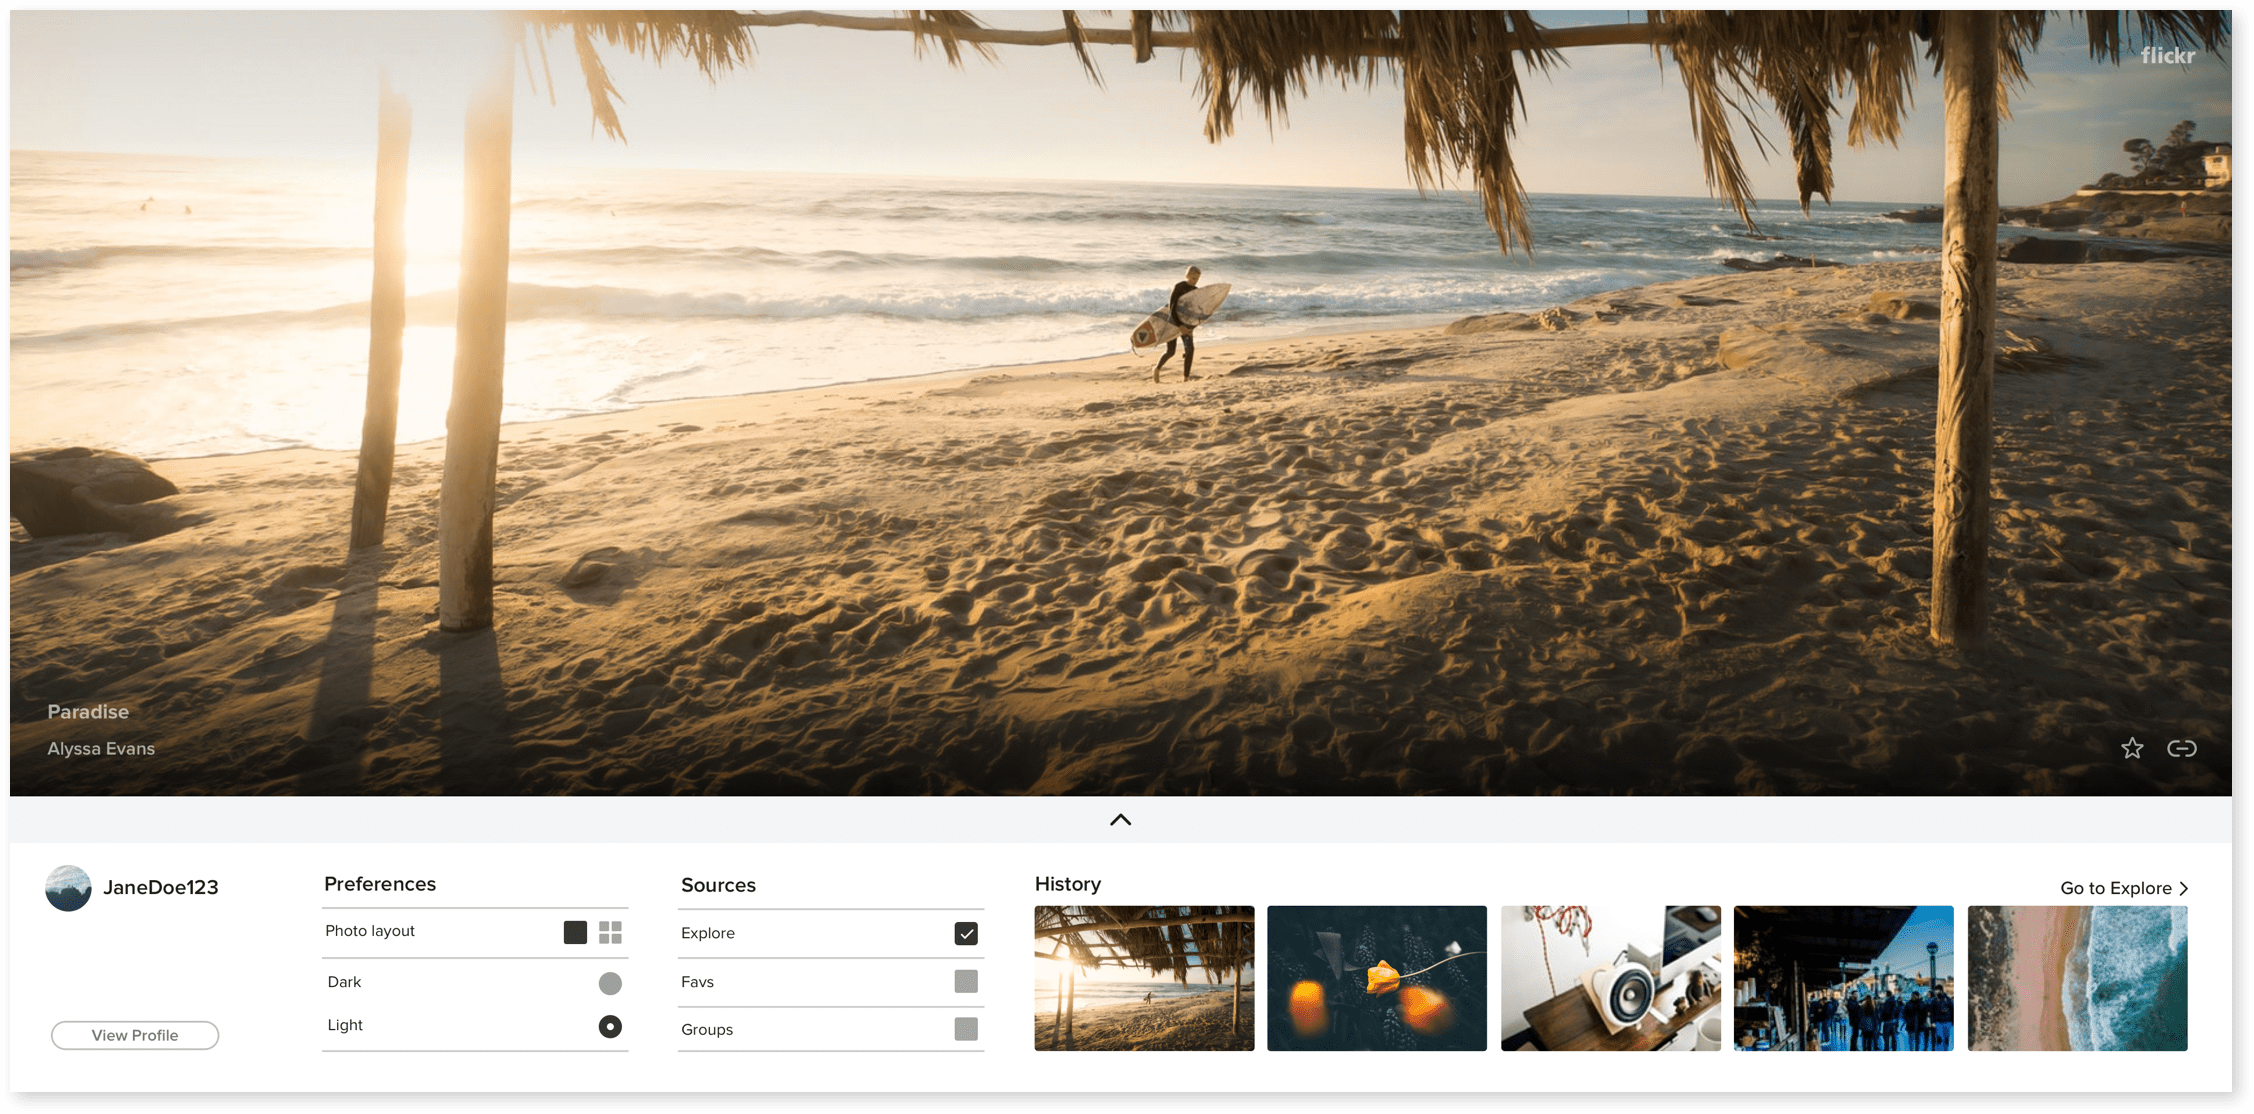 flickr
Paradise
Alyssa Evans
JaneDoe123
View Profile
Preferences
Photo layout
Dark
Light
Sources
Explore
Favs
Groups
History
Go to Explore